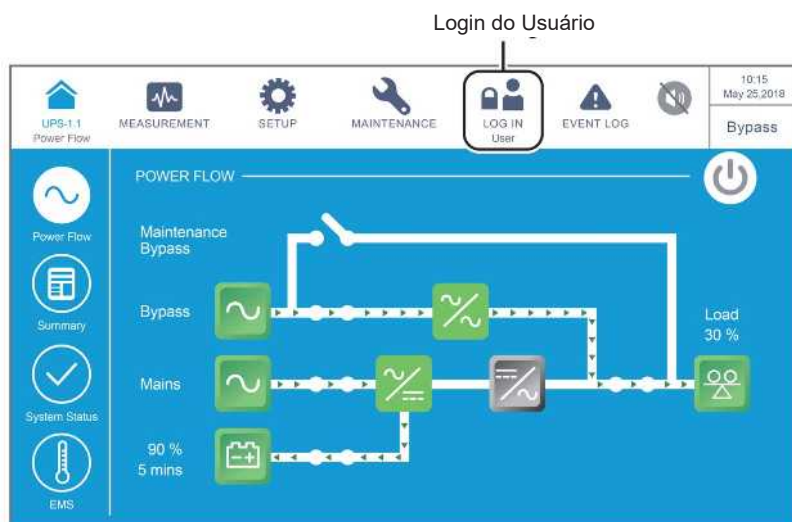 Login do Usuário
UPS-1.1
Power Flow
MEASUREMENT
SETUP
MAINTENANCE
LOG IN
User
EVENT LOG
10:15
May 25,2018
Bypass
POWER FLOW
Power Flow
Summary
System Status
EMS
Maintenance
Bypass
Bypass
Mains
90 %
5 mins
Load
30 %